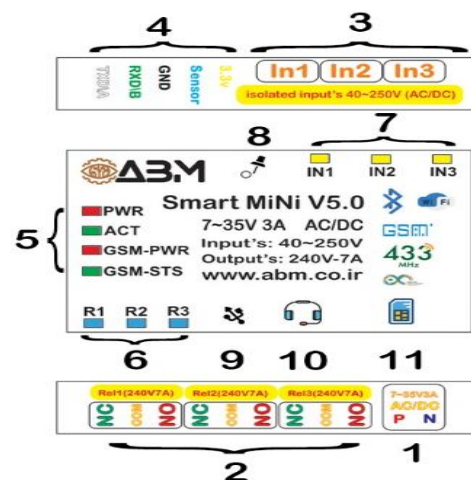 4 3
TXD\A RXD\B GND Sensor 3.3v
In1 In2 In3
isolated input's 40~250V (AC/DC)
8 7
ABM
IN1 IN2 IN3
Smart MiNi V5.0
Wi Fi
5
PWR
ACT
GSM-PWR
GSM-STS
7~35V 3A AC/DC
Input's: 40~250V
Output's: 240V-7A
www.abm.co.ir
GSM
433
MHz
R1 R2 R3
6 9 10 11
Rel1(240V7A) Rel2(240V7A) Rel3(240V7A)
NC COM NO NC COM NO NC COM NO
7~35V3A
AC/DC
P N
2 1